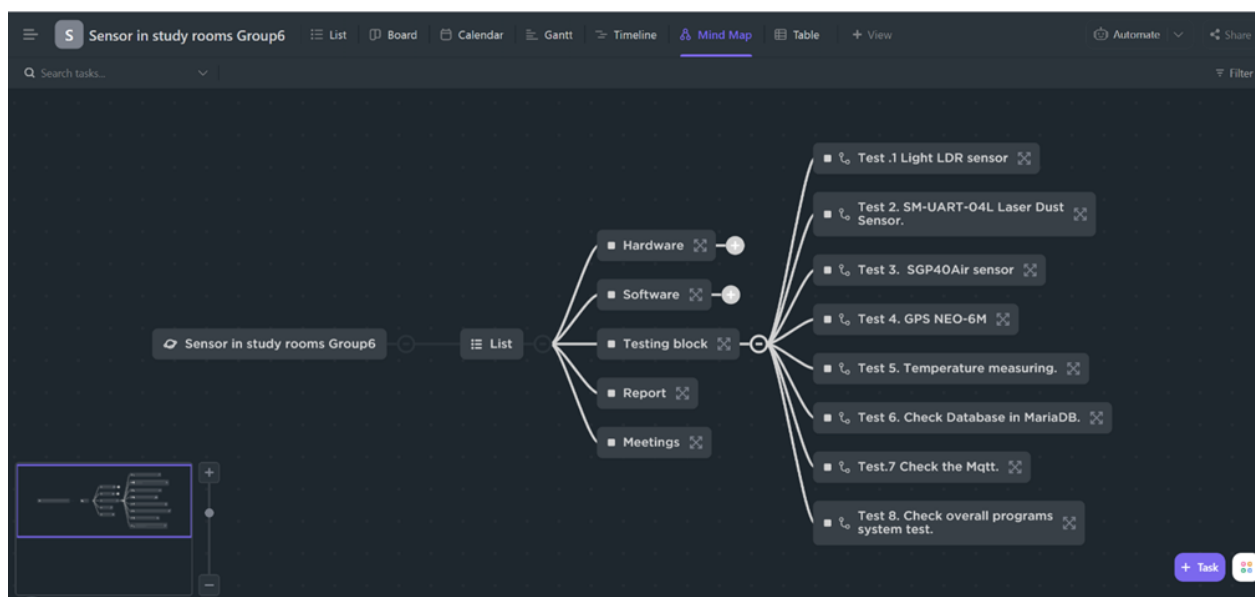 S Sensor in study rooms Group6 List Board Calendar Gantt Timeline Mind Map Table + View Automate Share
Search tasks... Filter
Test .1 Light LDR sensor
Test 2. SM-UART-04L Laser Dust
Sensor.
Hardware
Test 3. SGP40Air sensor
Software
Test 4. GPS NEO-6M
Sensor in study rooms Group6 List Testing block
Test 5. Temperature measuring.
Report
Test 6. Check Database in MariaDB.
Meetings
Test.7 Check the Mqtt.
Test 8. Check overall programs
system test.
+ Task